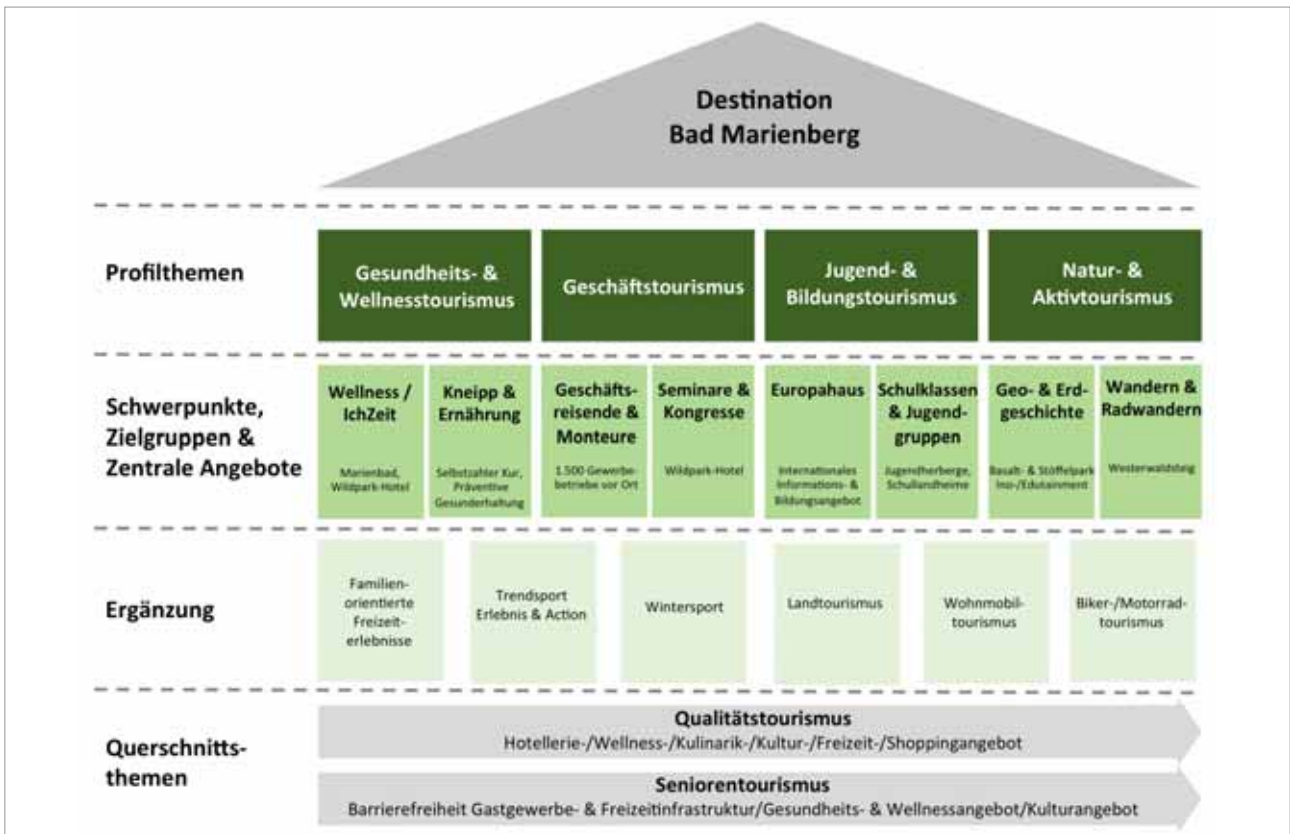 Destination
Bad Marienberg
Profilthemen
Gesundheits- &
Wellnesstourismus
Geschäftstourismus
Jugend- &
Bildungstourismus
Natur- &
Aktivtourismus
Schwerpunkte,
Zielgruppen &
Zentrale Angebote
Wellness /
IchZeit
Marienbad,
Wildpark-Hotel
Kneipp &
Ernährung
Selbstzahler Kur,
Präventive
Gesunderhaltung
Geschäfts-
reisende &
Monteure
1.500 Gewerbe-
betriebe vor Ort
Seminare &
Kongresse
Wildpark-Hotel
Europahaus
Internationales
Informations- &
Bildungsangebot
Schulklassen
& Jugend-
gruppen
Jugendherberge,
Schullandheime
Geo- & Erd-
geschichte
Basalt- & Stöffelpark
Ino-/Edutainment
Wandern &
Radwandern
Westerwaldsteig
Ergänzung
Familien-
orientierte
Freizeit-
erlebnisse
Trendsport
Erlebnis & Action
Wintersport
Landtourismus
Wohnmobil-
tourismus
Biker-/Motorrad-
tourismus
Querschnitts-
themen
Qualitätstourismus
Hotellerie-/Wellness-/Kulinarik-/Kultur-/Freizeit-/Shoppingangebot
Seniorentourismus
Barrierefreiheit Gastgewerbe- & Freizeitinfrastruktur/Gesundheits- & Wellnessangebot/Kulturangebot